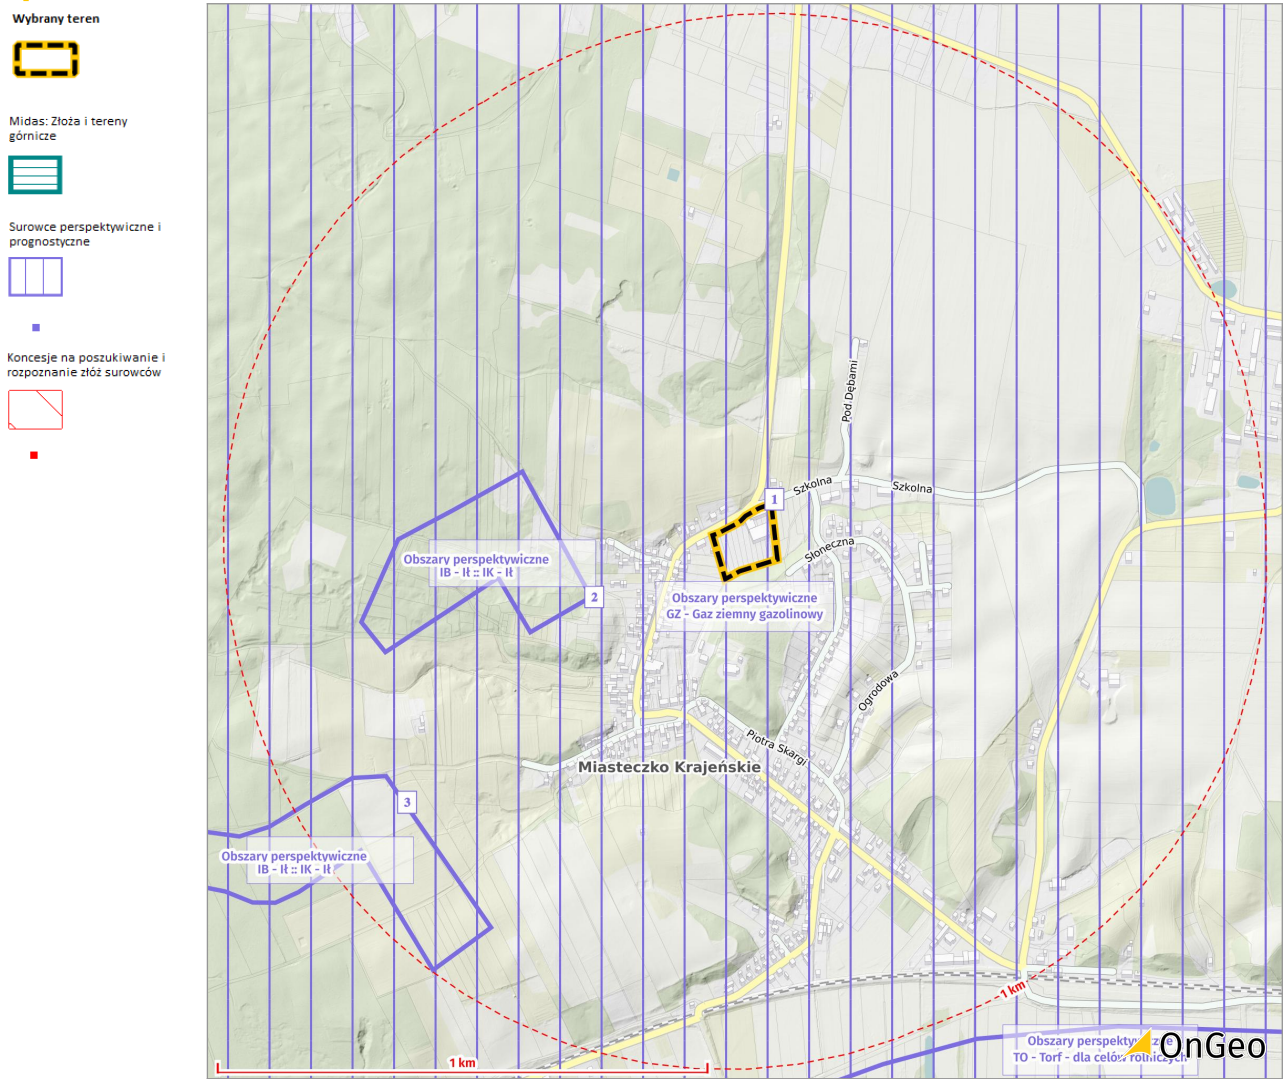 Wybrany teren
Midas: Złoża i tereny
górnicze
Surowce perspektywiczne i
prognostyczne
Koncesje na poszukiwanie i
rozpoznanie złóż surowców
Pod Dębami
Szkolna
Szkolna
1
Słoneczna
Obszary perspektywiczne
IB - Ił :: IK - Ił
2
Obszary perspektywiczne
GZ - Gaz ziemny gazolinowy
Ogrodowa
Piotra Skargi
Miasteczko Krajeńskie
3
Obszary perspektywiczne
IB - Ił :: IK - Ił
1 km
1 km
Obszary perspektywiczne
TO - Torf - dla celów rolniczych
OnGeo